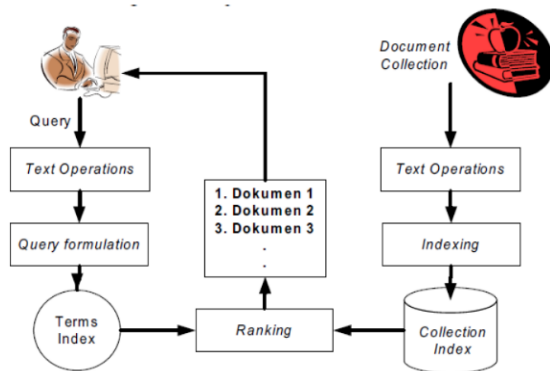 Document
Collection
Query
Text Operations
Text Operations
1. Dokumen 1
2. Dokumen 2
3. Dokumen 3
.
.
Query formulation
Indexing
Terms
Index
Ranking
Collection
Index